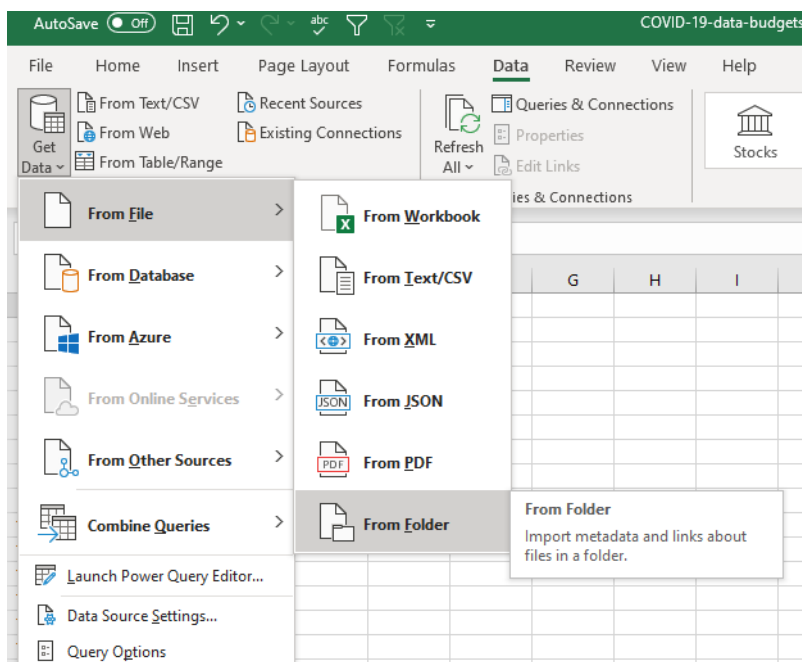 AutoSave Off abc COVID-19-data-budgets
File Home Insert Page Layout Formulas Data Review View Help
Get Data
From Text/CSV
From Web
From Table/Range
Recent Sources
Existing Connections
Refresh All
Queries & Connections
Properties
Edit Links
ies & Connections
Stocks
From File
From Database
From Azure
From Online Services
From Other Sources
Combine Queries
Launch Power Query Editor...
Data Source Settings...
Query Options
X From Workbook
From Text/CSV
From XML
JSON From JSON
PDF From PDF
From Folder
From Folder
Import metadata and links about
files in a folder.
G H I